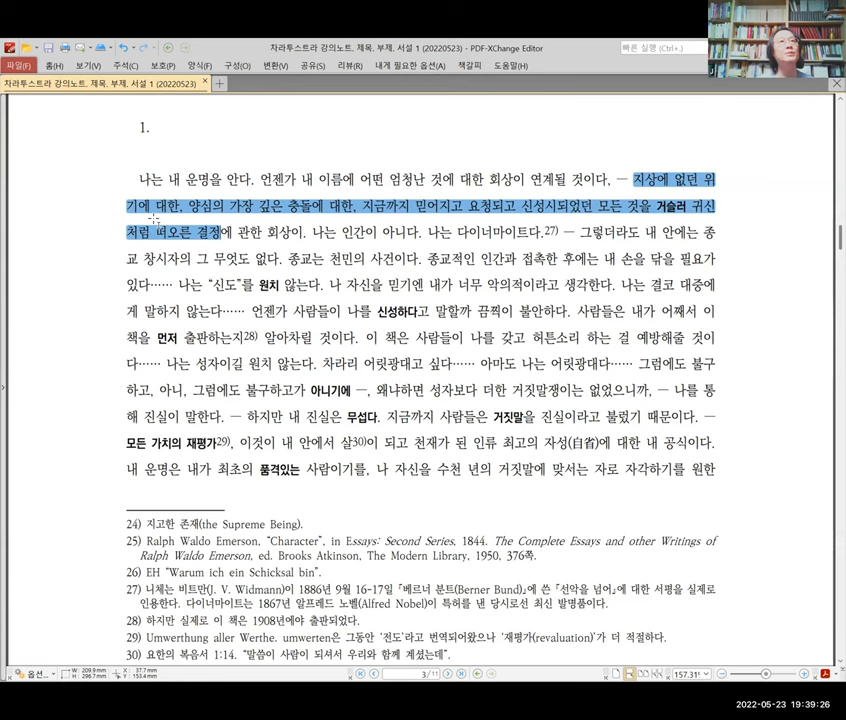 차라투스트라 강의노트. 제목. 부제. 서설 1 (20220523) - PDF-XChange Editor
빠른 실행 (Ctrl+.)
파일(F) 홈(H) 보기(V) 주석(C) 보호(P) 양식(F) 구성(O) 변환(V) 공유(S) 리뷰(R) 내게 필요한 옵션(A) 책갈피 도움말(H)
차라투스트라 강의노트. 제목. 부제. 서설 1 (20220523)
1.
나는 내 운명을 안다. 언젠가 내 이름에 어떤 엄청난 것에 대한 회상이 연계될 것이다, — 지상에 없던 위
기에 대한, 양심의 가장 깊은 충돌에 대한, 지금까지 믿어지고 요청되고 신성시되었던 모든 것을 거슬러 귀신
처럼 떠오른 결정에 관한 회상이. 나는 인간이 아니다. 나는 다이너마이트다.27) — 그렇더라도 내 안에는 종
교 창시자의 그 무엇도 없다. 종교는 천민의 사건이다. 종교적인 인간과 접촉한 후에는 내 손을 닦을 필요가
있다…… 나는 “신도”를 원치 않는다. 나 자신을 믿기엔 내가 너무 악의적이라고 생각한다. 나는 결코 대중에
게 말하지 않는다…… 언젠가 사람들이 나를 신성하다고 말할까 끔찍이 불안하다. 사람들은 내가 어째서 이
책을 먼저 출판하는지28) 알아차릴 것이다. 이 책은 사람들이 나를 갖고 허튼소리 하는 걸 예방해줄 것이
다…… 나는 성자이길 원치 않는다. 차라리 어릿광대고 싶다…… 아마도 나는 어릿광대다…… 그럼에도 불구
하고, 아니, 그럼에도 불구하고가 아니기에 —, 왜냐하면 성자보다 더한 거짓말쟁이는 없었으니까, — 나를 통
해 진실이 말한다. — 하지만 내 진실은 무섭다. 지금까지 사람들은 거짓말을 진실이라고 불렀기 때문이다. —
모든 가치의 재평가29), 이것이 내 안에서 살30)이 되고 천재가 된 인류 최고의 자성(自省)에 대한 내 공식이다.
내 운명은 내가 최초의 품격있는 사람이기를, 나 자신을 수천 년의 거짓말에 맞서는 자로 자각하기를 원한
24) 지고한 존재(the Supreme Being).
25) Ralph Waldo Emerson, “Character”, in Essays: Second Series, 1844. The Complete Essays and other Writings of
Ralph Waldo Emerson, ed. Brooks Atkinson, The Modern Library, 1950, 376쪽.
26) EH “Warum ich ein Schicksal bin”.
27) 니체는 비트만(J. V. Widmann)이 1886년 9월 16-17일 『베르너 분트(Berner Bund)』에 쓴 『선악을 넘어』에 대한 서평을 실제로
인용한다. 다이너마이트는 1867년 알프레드 노벨(Alfred Nobel)이 특허를 낸 당시로선 최신 발명품이다.
28) 하지만 실제로 이 책은 1908년에야 출판되었다.
29) Umwerthung aller Werthe. umwerten은 그동안 ‘전도’라고 번역되어왔으나 ‘재평가(revaluation)’가 더 적절하다.
30) 요한의 복음서 1:14. “말씀이 사람이 되셔서 우리와 함께 계셨는데”.
옵션... W: 209.9mm H: 296.7mm X: 37.7mm Y: 153.4mm 3/11 157.31%
2022-05-23 19:39:26